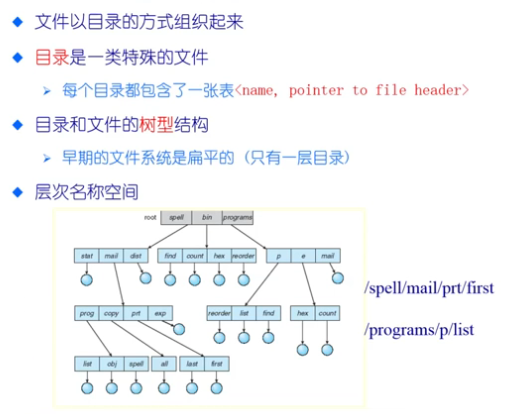 文件以目录的方式组织起来
目录是一类特殊的文件
每个目录都包含了一张表<name, pointer to file header>
目录和文件的树型结构
早期的文件系统是扁平的 (只有一层目录)
层次名称空间
root spell bin programs
stat mail dist find count hex reorder p e mail
prog copy prt exp reorder list find hex count
list obj spell all last first
/spell/mail/prt/first
/programs/p/list